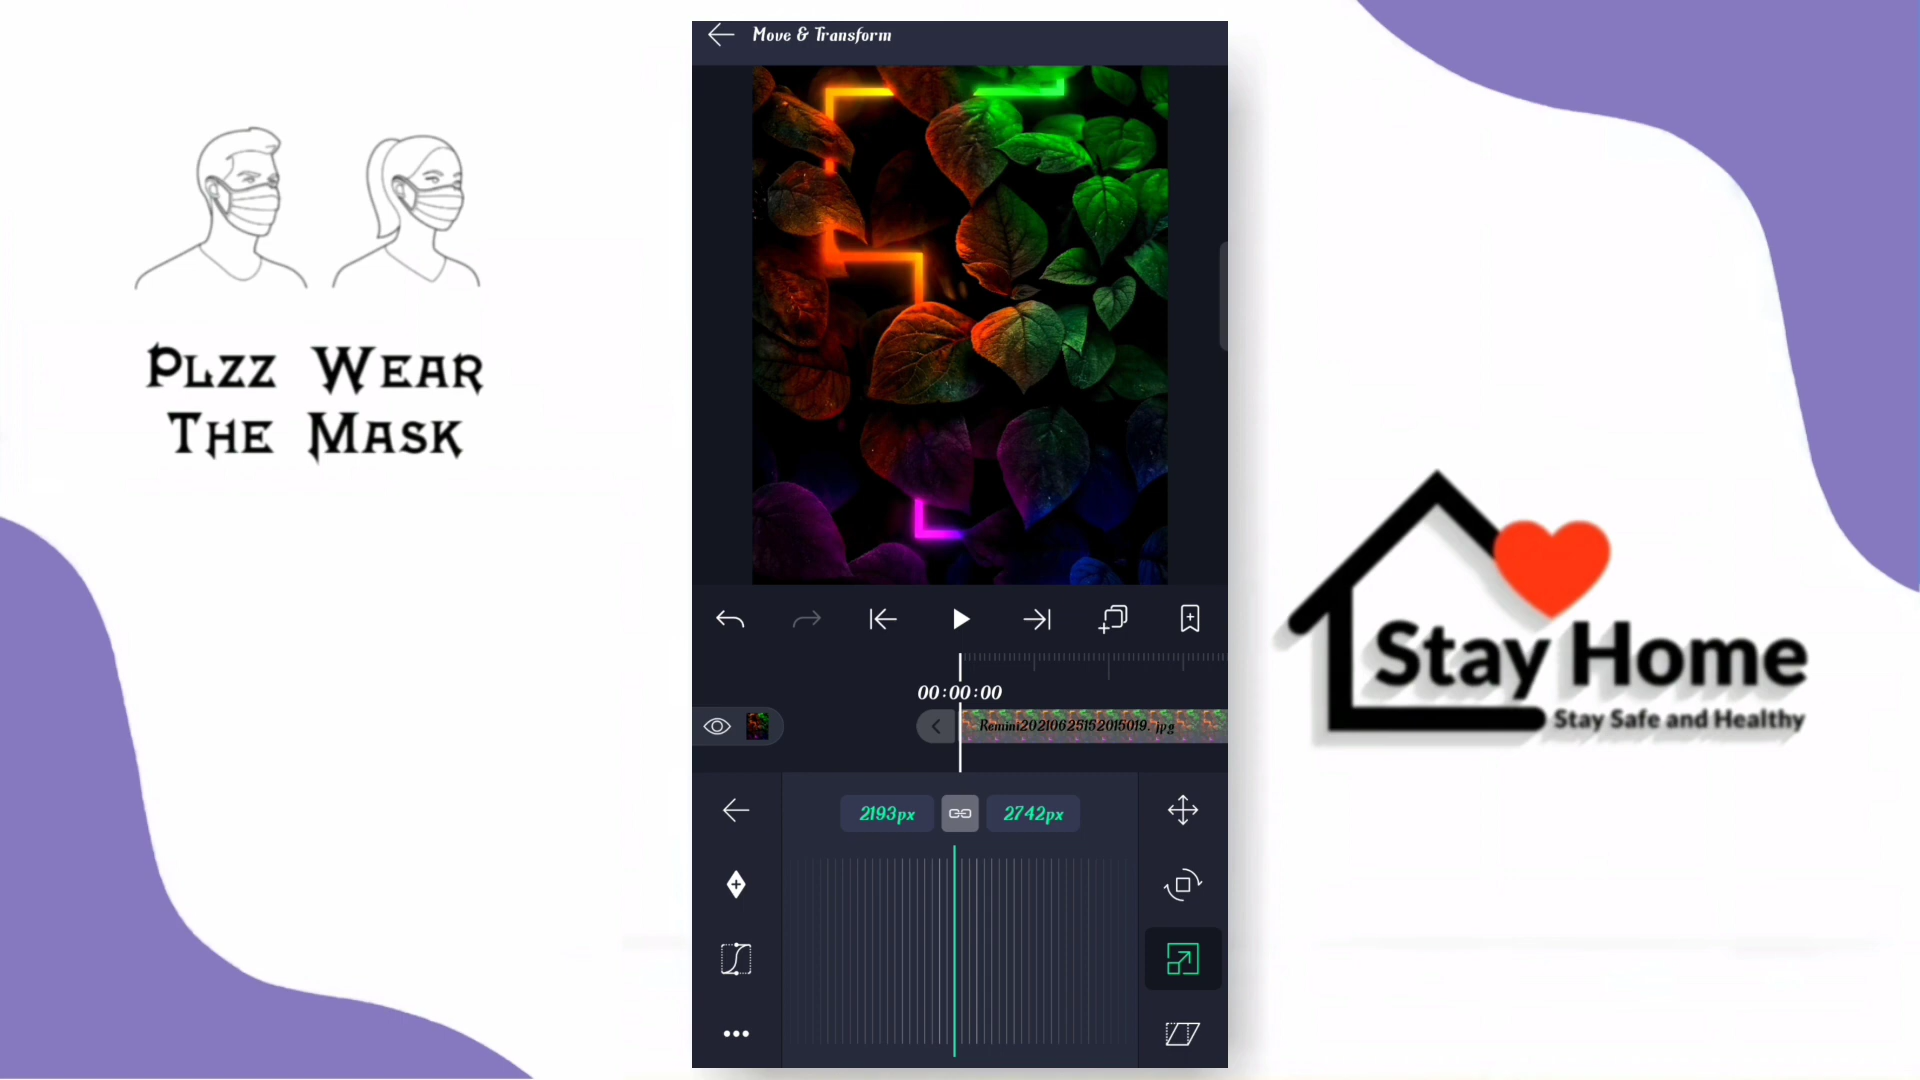 Move & Transform
PLZZ WEAR
THE MASK
Stay Home
Stay Safe and Healthy
00:00:00
Remini20210625152015019.jpg
2193px
2742px